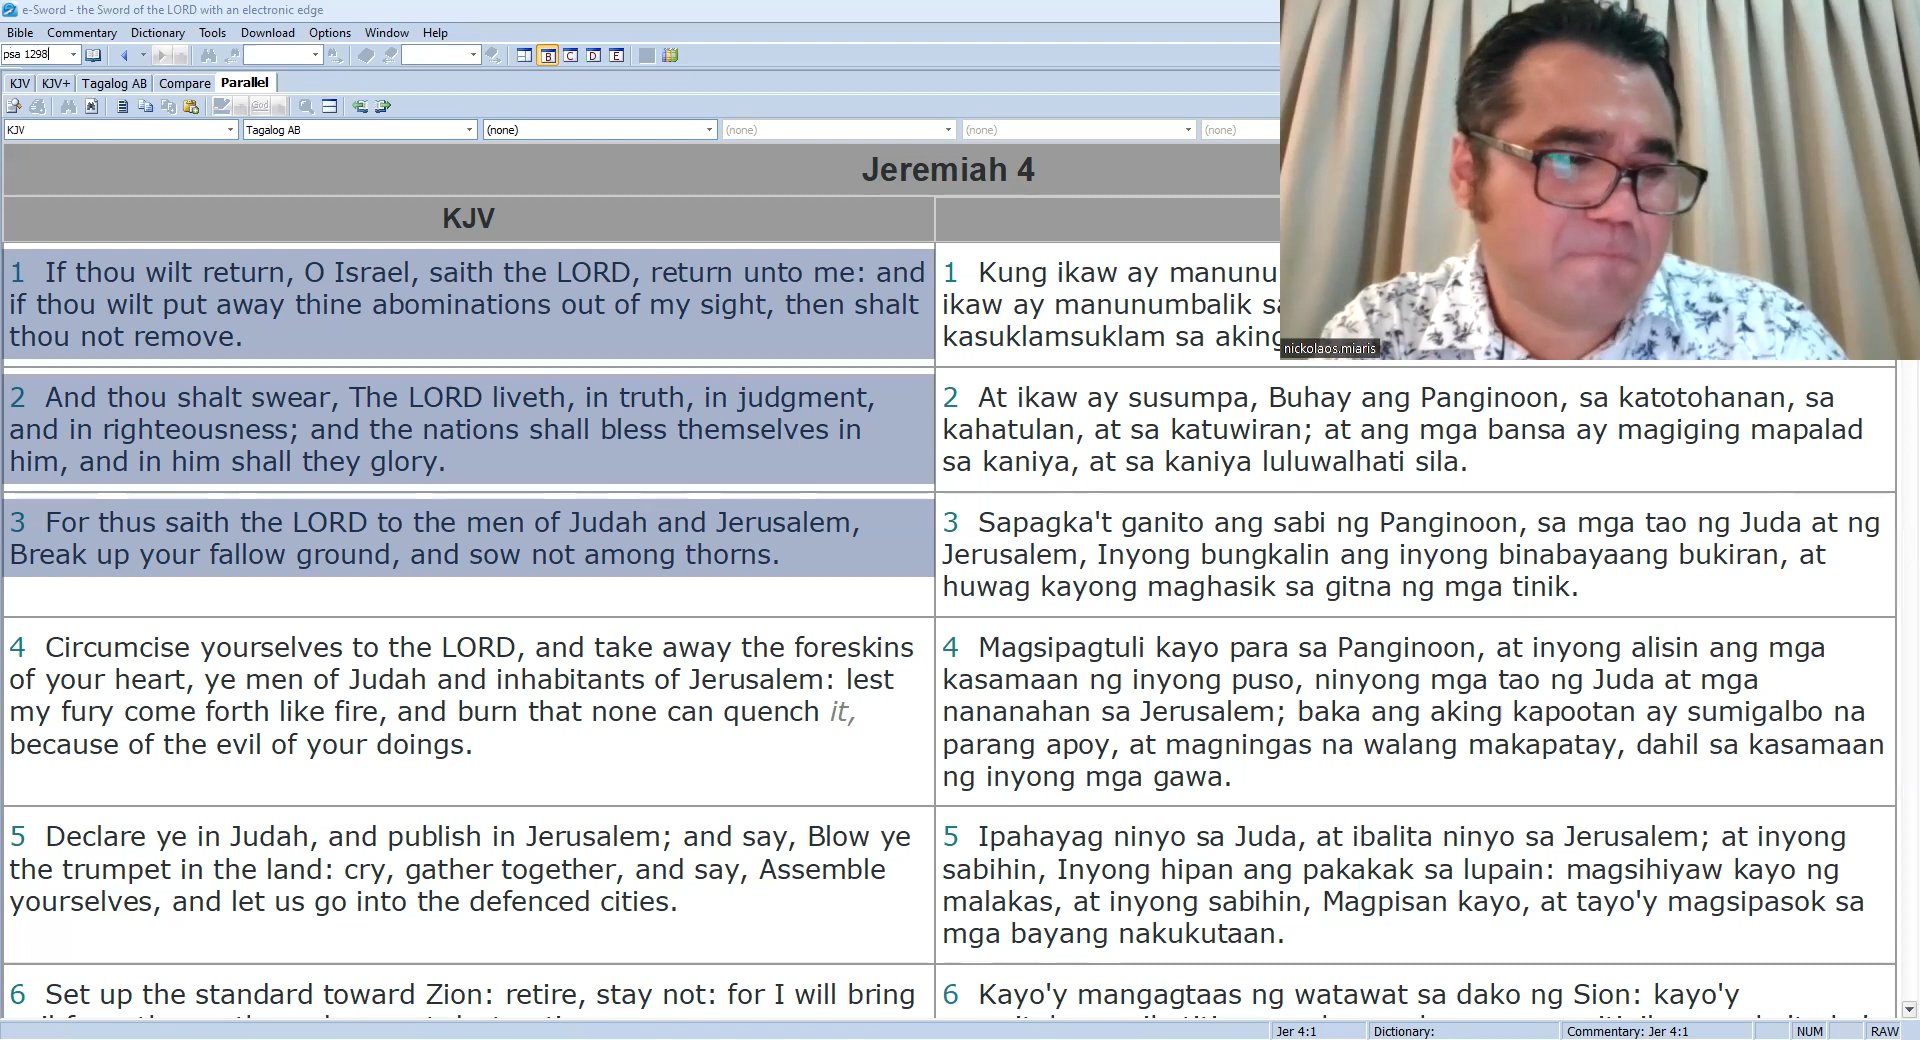 e-Sword - the Sword of the LORD with an electronic edge
Bible Commentary Dictionary Tools Download Options Window Help
psa 1298
B C D E
KJV KJV+ Tagalog AB Compare Parallel
God
KJV Tagalog AB (none) (none) (none) (none)
Jeremiah 4
KJV
1 If thou wilt return, O Israel, saith the LORD, return unto me: and
if thou wilt put away thine abominations out of my sight, then shalt
thou not remove.
1 Kung ikaw ay
ikaw ay manunumbalik
kasuklamsuklam sa
nickolaos.miaris
2 And thou shalt swear, The LORD liveth, in truth, in judgment,
and in righteousness; and the nations shall bless themselves in
him, and in him shall they glory.
2 At ikaw ay susumpa, Buhay ang Panginoon, sa katotohanan, sa
kahatulan, at sa katuwiran; at ang mga bansa ay magiging mapalad
sa kaniya, at sa kaniya luluwalhati sila.
3 For thus saith the LORD to the men of Judah and Jerusalem,
Break up your fallow ground, and sow not among thorns.
3 Sapagka't ganito ang sabi ng Panginoon, sa mga tao ng Juda at ng
Jerusalem, Inyong bungkalin ang inyong binabayaang bukiran, at
huwag kayong maghasik sa gitna ng mga tinik.
4 Circumcise yourselves to the LORD, and take away the foreskins
of your heart, ye men of Judah and inhabitants of Jerusalem: lest
my fury come forth like fire, and burn that none can quench it,
because of the evil of your doings.
4 Magsipagtuli kayo para sa Panginoon, at inyong alisin ang mga
kasamaan ng inyong puso, ninyong mga tao ng Juda at mga
nananahan sa Jerusalem; baka ang aking kapootan ay sumigalbo na
parang apoy, at magningas na walang makapatay, dahil sa kasamaan
ng inyong mga gawa.
5 Declare ye in Judah, and publish in Jerusalem; and say, Blow ye
the trumpet in the land: cry, gather together, and say, Assemble
yourselves, and let us go into the defenced cities.
5 Ipahayag ninyo sa Juda, at ibalita ninyo sa Jerusalem; at inyong
sabihin, Inyong hipan ang pakakak sa lupain: magsihiyaw kayo ng
malakas, at inyong sabihin, Magpisan kayo, at tayo'y magsipasok sa
mga bayang nakukutaan.
6 Set up the standard toward Zion: retire, stay not: for I will bring
6 Kayo'y mangagtaas ng watawat sa dako ng Sion: kayo'y
Jer 4:1 Dictionary: Commentary: Jer 4:1 NUM RAW